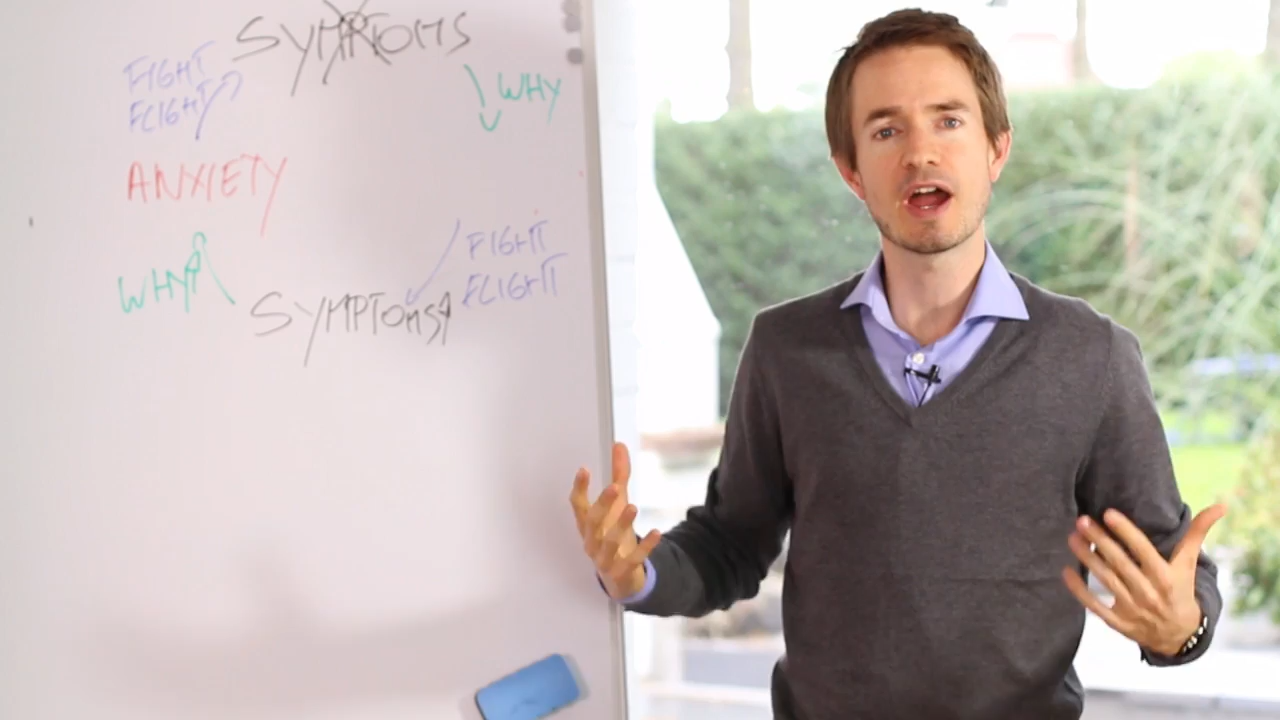 SYMPTOMS
FIGHT
FLIGHT
WHY
ANXIETY
FIGHT
FLIGHT
WHY?
SYMPTOMS